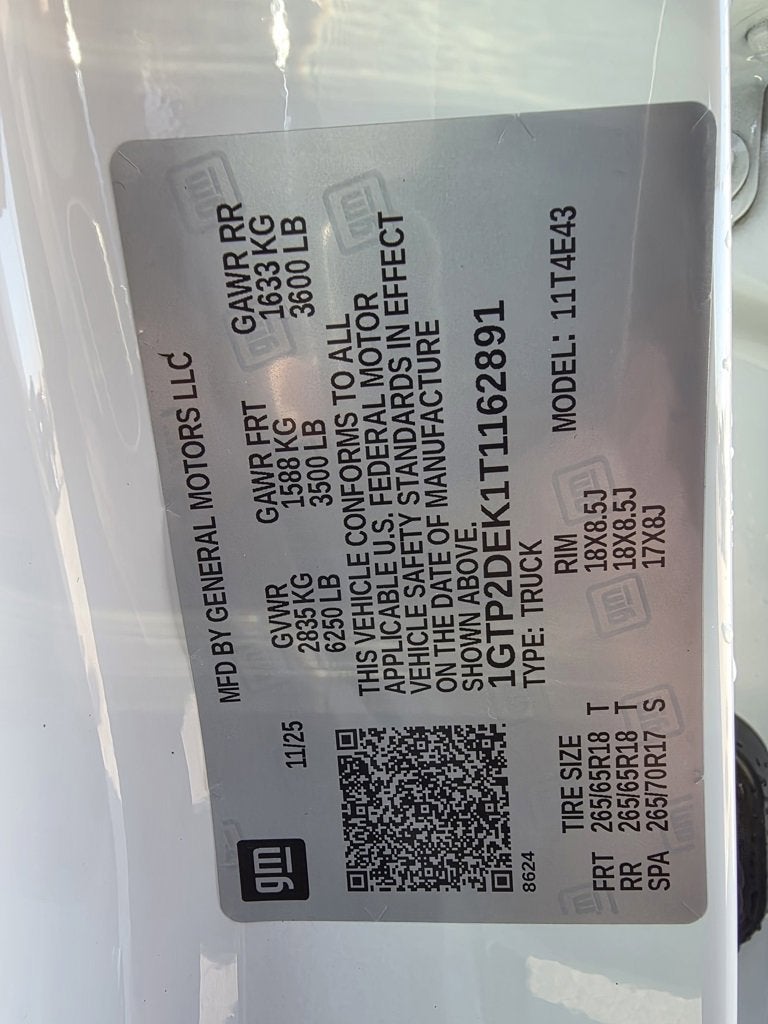 MFD BY GENERAL MOTORS LLC
gm
11/25
GVWR GAWR FRT GAWR RR
2835 KG 1588 KG 1633 KG
6250 LB 3500 LB 3600 LB
THIS VEHICLE CONFORMS TO ALL
APPLICABLE U.S. FEDERAL MOTOR
VEHICLE SAFETY STANDARDS IN EFFECT
ON THE DATE OF MANUFACTURE
SHOWN ABOVE.
1GTP2DEK1T1162891
8624
TYPE: TRUCK MODEL: 11T4E43
TIRE SIZE RIM
FRT 265/65R18 T 18X8.5J
RR 265/65R18 T 18X8.5J
SPA 265/70R17 S 17X8J